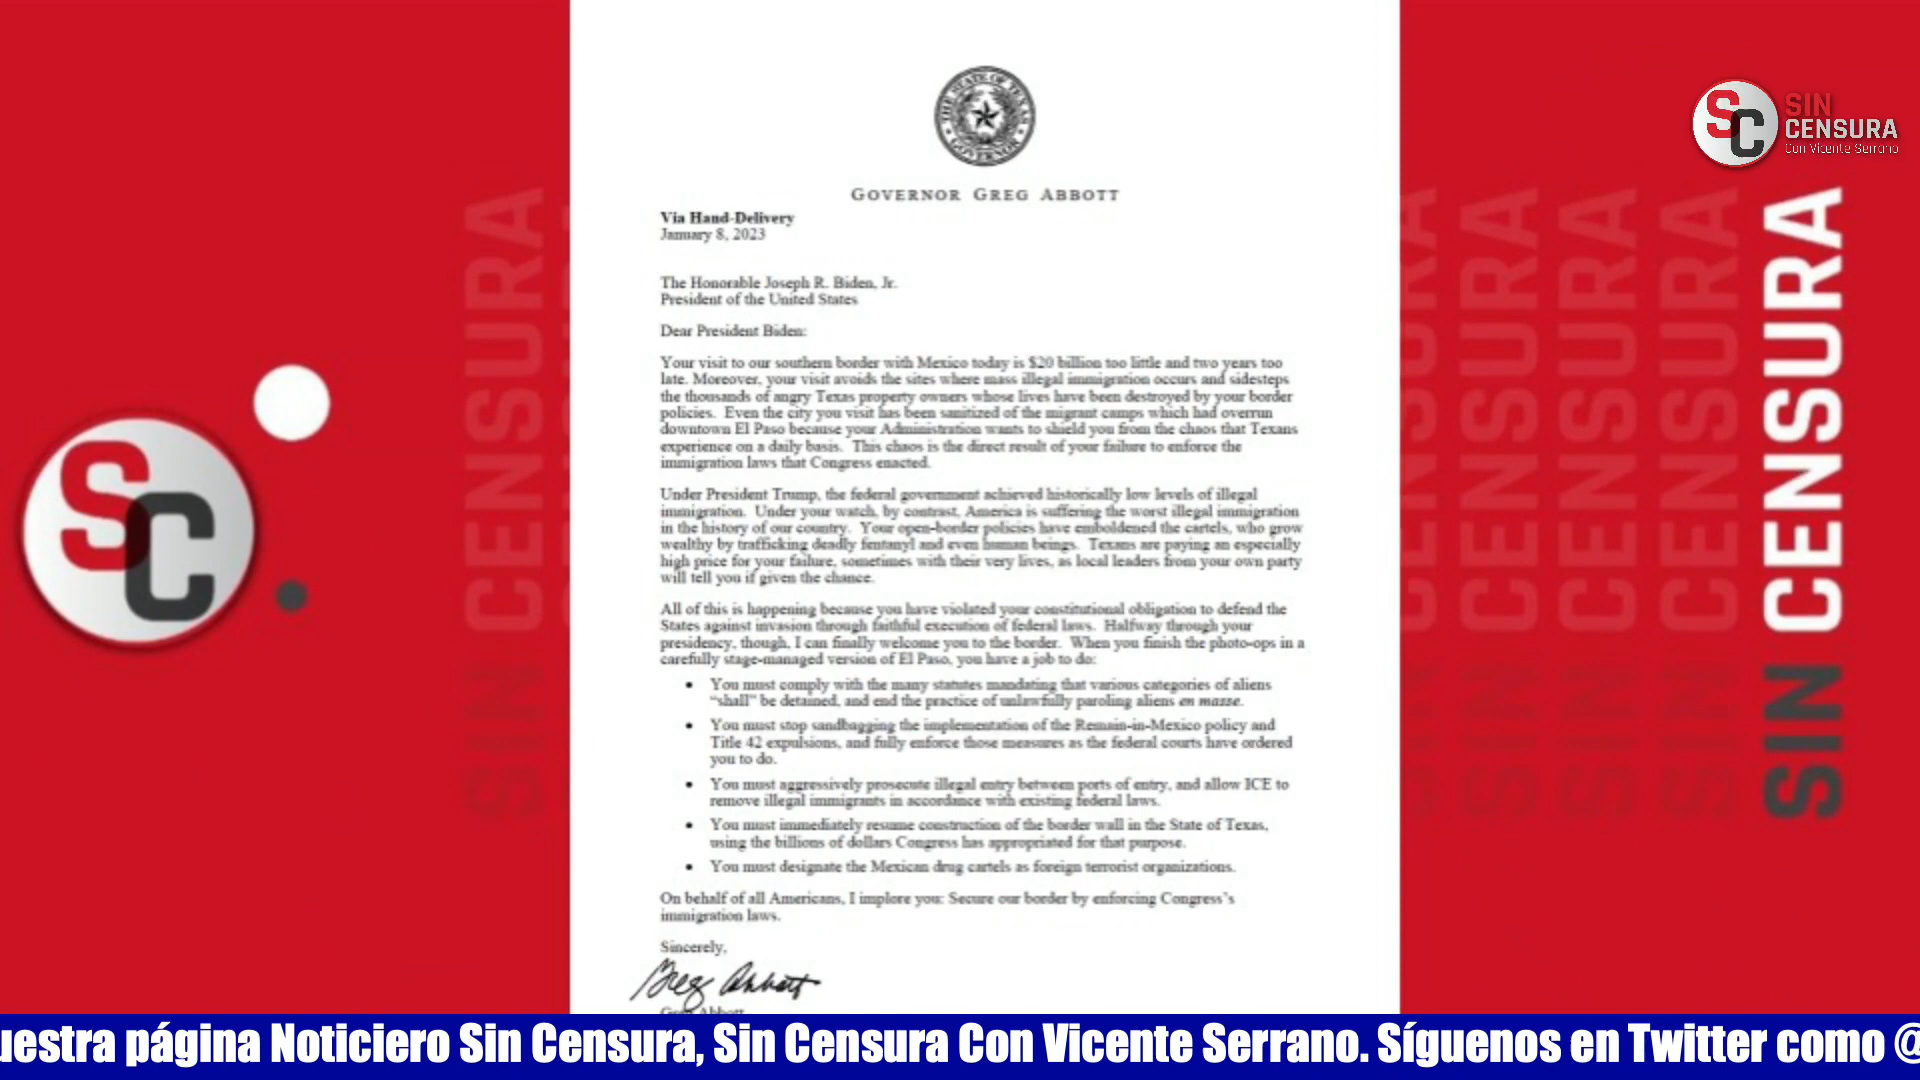 THE STATE OF TEXAS
GOVERNOR
GOVERNOR GREG ABBOTT
Via Hand-Delivery
January 8, 2023
The Honorable Joseph R. Biden, Jr.
President of the United States
Dear President Biden:
Your visit to our southern border with Mexico today is $20 billion too little and two years too
late. Moreover, your visit avoids the sites where mass illegal immigration occurs and sidesteps
the thousands of angry Texas property owners whose lives have been destroyed by your border
policies. Even the city you visit has been sanitized of the migrant camps which had overrun
downtown El Paso because your Administration wants to shield you from the chaos that Texans
experience on a daily basis. This chaos is the direct result of your failure to enforce the
immigration laws that Congress enacted.
Under President Trump, the federal government achieved historically low levels of illegal
immigration. Under your watch, by contrast, America is suffering the worst illegal immigration
in the history of our country. Your open-border policies have emboldened the cartels, who grow
wealthy by trafficking deadly fentanyl and even human beings. Texans are paying an especially
high price for your failure, sometimes with their very lives, as local leaders from your own party
will tell you if given the chance.
All of this is happening because you have violated your constitutional obligation to defend the
States against invasion through faithful execution of federal laws. Halfway through your
presidency, though, I can finally welcome you to the border. When you finish the photo-ops in a
carefully stage-managed version of El Paso, you have a job to do:
• You must comply with the many statutes mandating that various categories of aliens
“shall” be detained, and end the practice of unlawfully paroling aliens en masse.
• You must stop sandbagging the implementation of the Remain-in-Mexico policy and
Title 42 expulsions, and fully enforce those measures as the federal courts have ordered
you to do.
• You must aggressively prosecute illegal entry between ports of entry, and allow ICE to
remove illegal immigrants in accordance with existing federal laws.
• You must immediately resume construction of the border wall in the State of Texas,
using the billions of dollars Congress has appropriated for that purpose.
• You must designate the Mexican drug cartels as foreign terrorist organizations.
On behalf of all Americans, I implore you: Secure our border by enforcing Congress’s
immigration laws.
Sincerely,
Greg Abbott
Greg Abbott
SC
SIN CENSURA
SC
SIN
CENSURA
Con Vicente Serrano
SIN CENSURA
SIN CENSURA
SIN CENSURA
SIN CENSURA
uestra página Noticiero Sin Censura, Sin Censura Con Vicente Serrano. Síguenos en Twitter como @